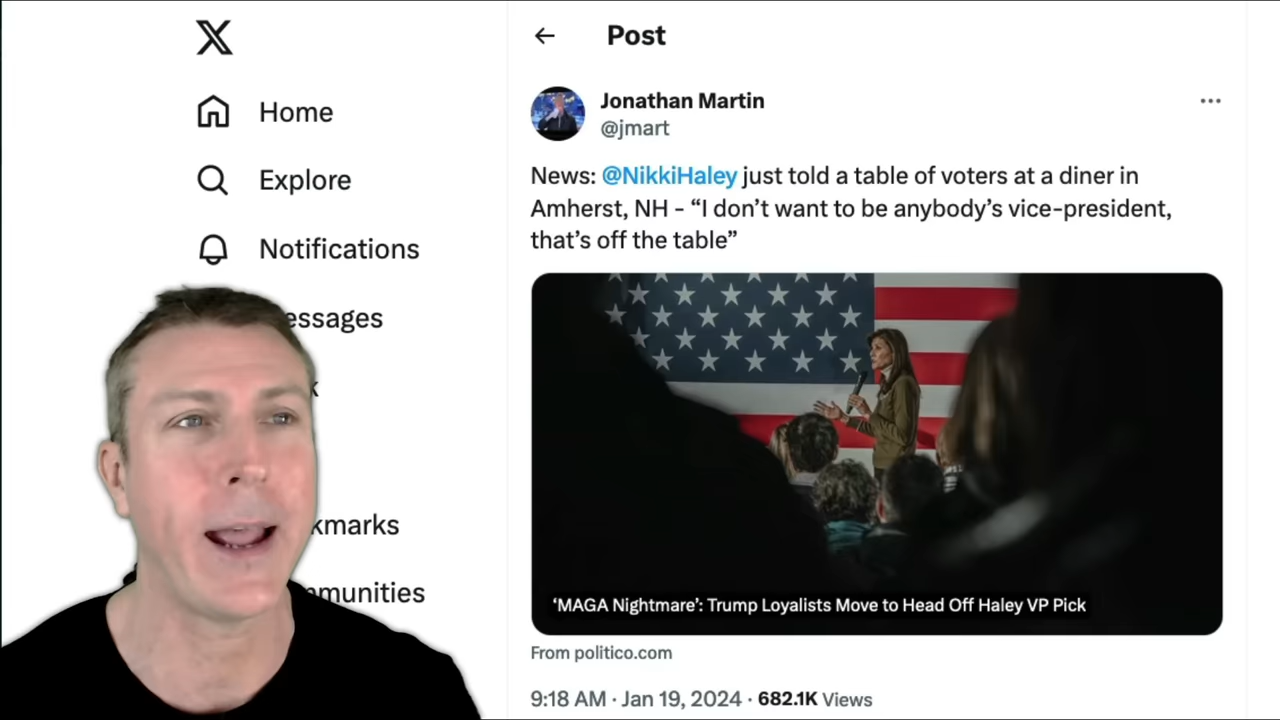 Home
Explore
Notifications
essages
k
kmarks
mmunities
Post
Jonathan Martin
@jmart
News: @NikkiHaley just told a table of voters at a diner in
Amherst, NH - “I don’t want to be anybody’s vice-president,
that’s off the table”
‘MAGA Nightmare’: Trump Loyalists Move to Head Off Haley VP Pick
From politico.com
9:18 AM · Jan 19, 2024 · 682.1K Views